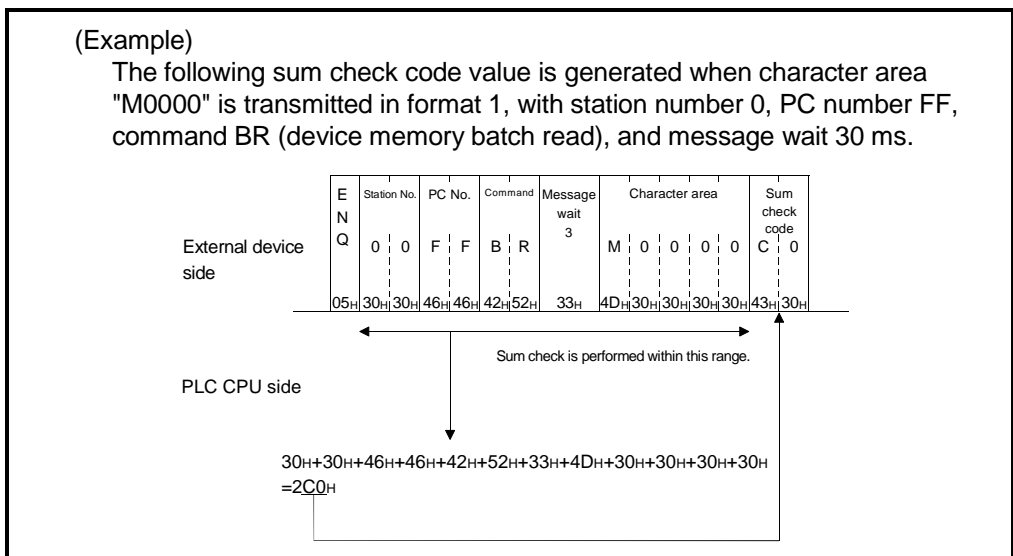 (Example)
The following sum check code value is generated when character area
"M0000" is transmitted in format 1, with station number 0, PC number FF,
command BR (device memory batch read), and message wait 30 ms.
E N Q
Station No.
PC No.
Command
Message wait
3
Character area
Sum check code
External device side
0 0 F F B R M 0 0 0 0 C 0
05H 30H 30H 46H 46H 42H 52H 33H 4DH 30H 30H 30H 30H 43H 30H
Sum check is performed within this range.
PLC CPU side
30H+30H+46H+46H+42H+52H+33H+4DH+30H+30H+30H+30H
=2C0H